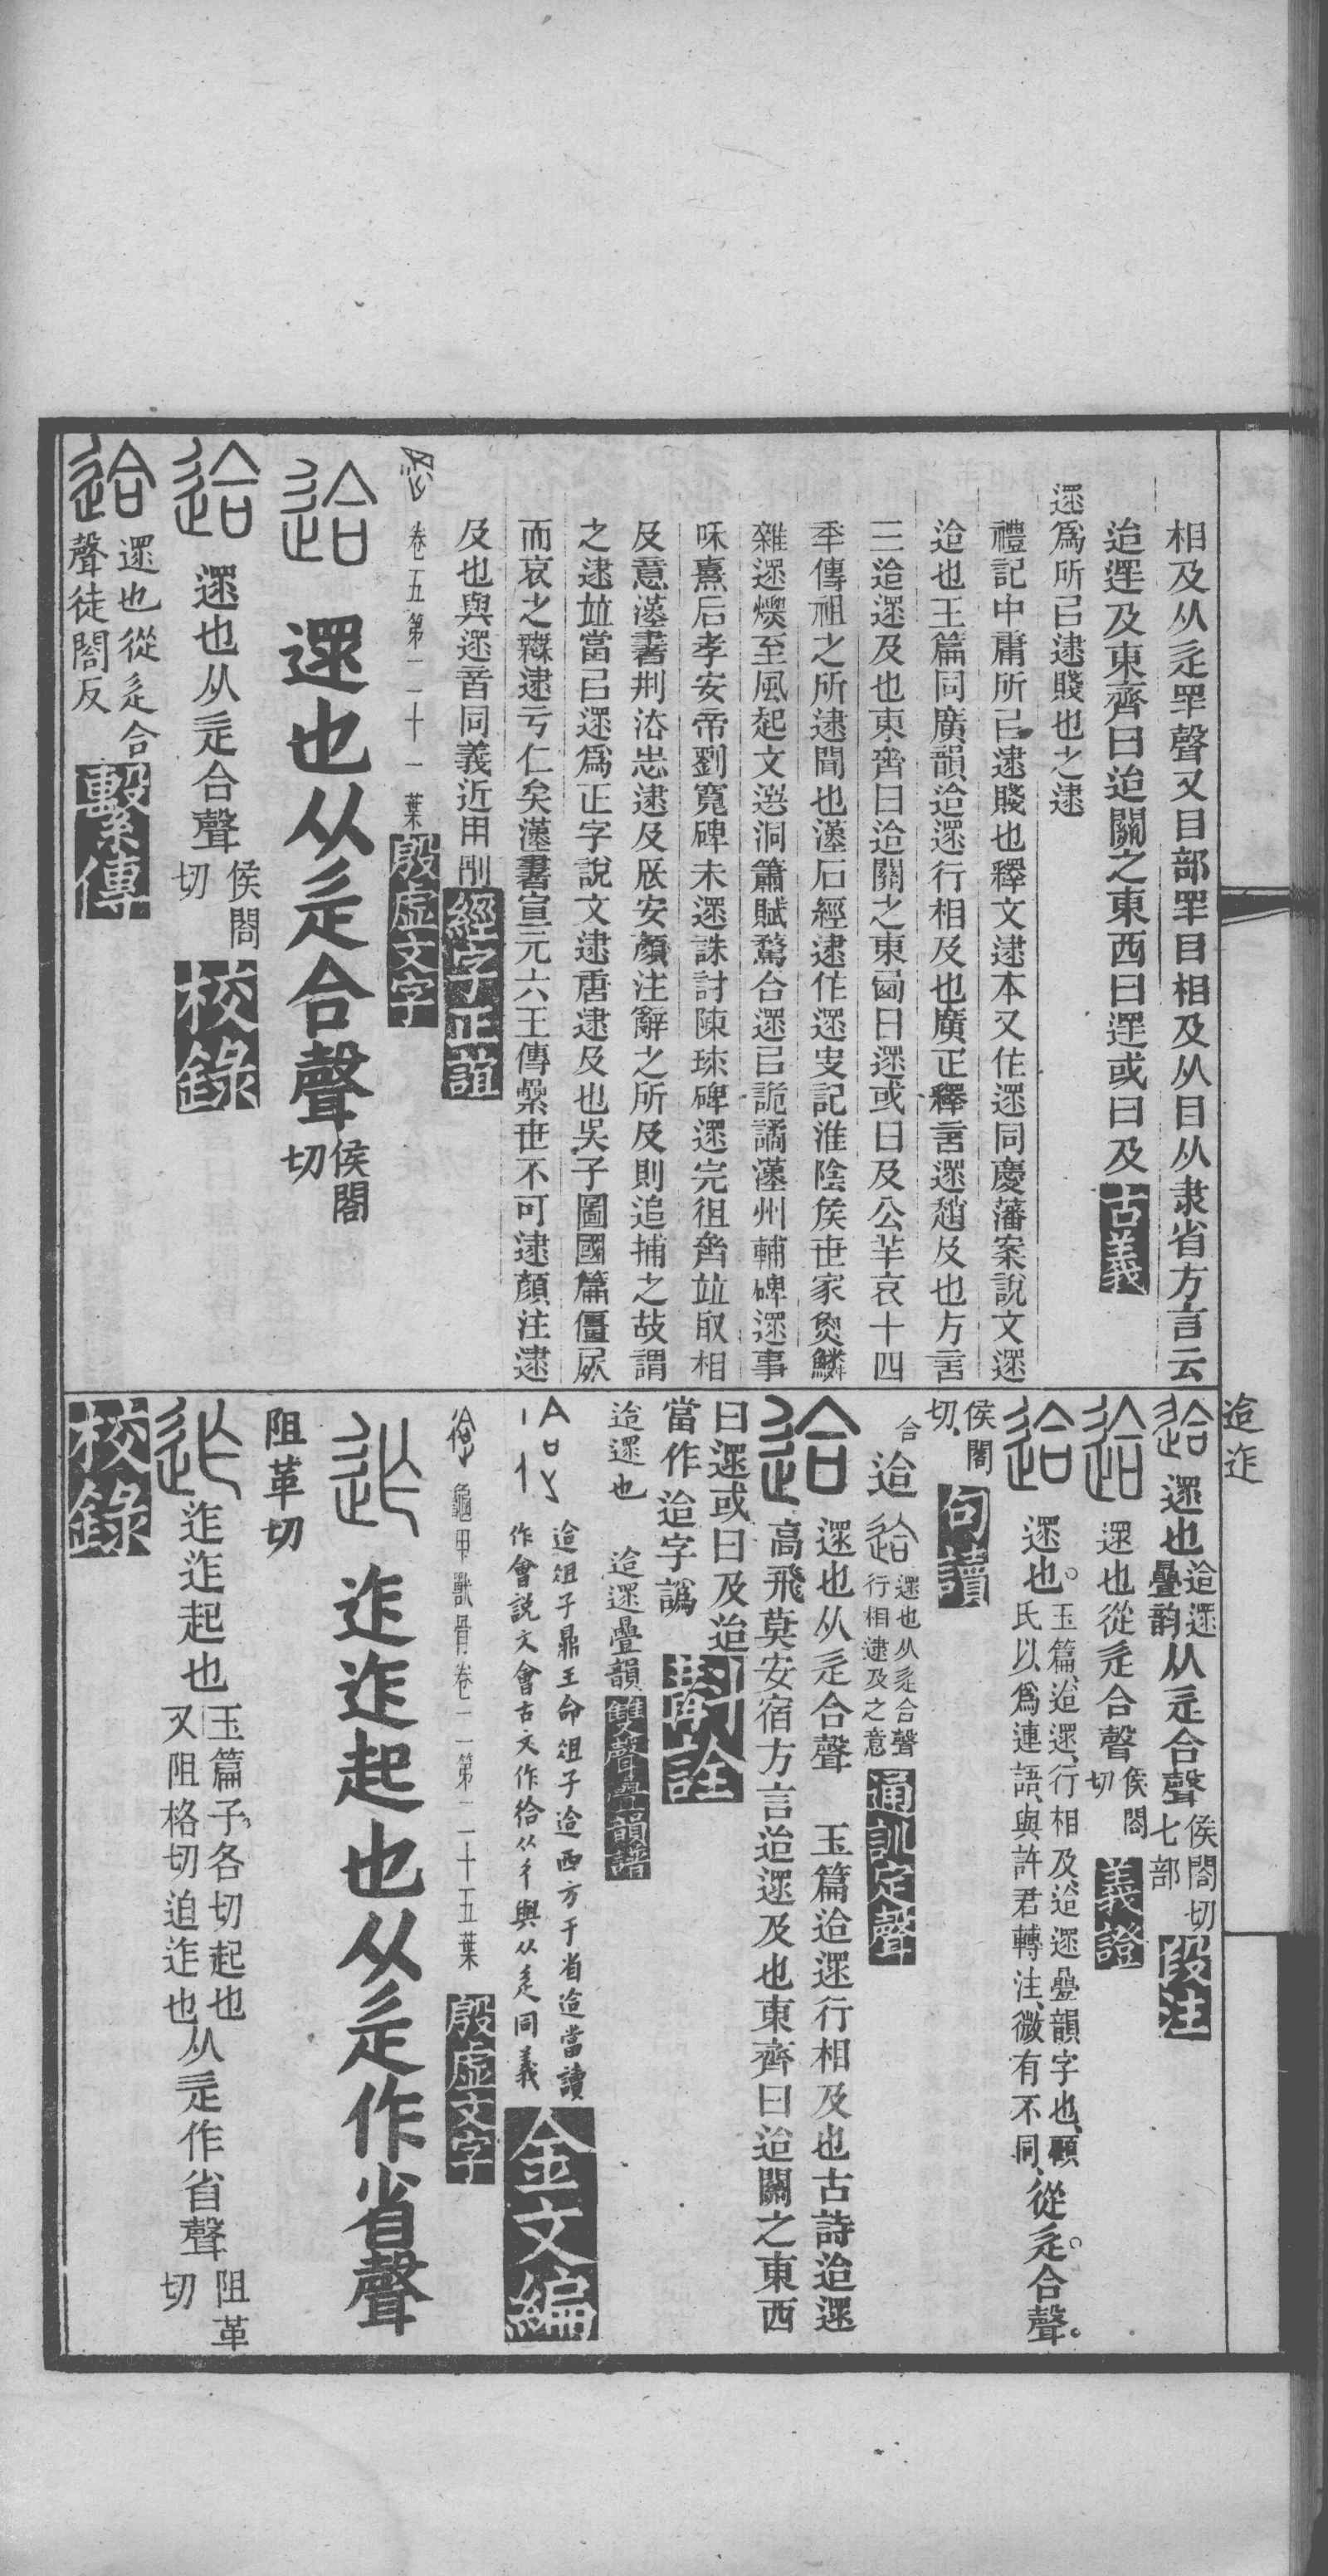 相及从辵眔聲又目部眔目相及从目从隶省方言云
迨遝及東齊曰迨關之東西曰遝或曰及古義
遝爲所㠯逮賤也之逮
禮記中庸所㠯逮賤也釋文逮本又作遝同慶藩案說文遝
迨也玉篇同廣韻迨遝行相及也廣疋釋言遝趙及也方言
三迨遝及也東齊曰迨關之東西曰遝或曰及公羊哀十四
年傳祖之所逮聞也漢石經逮作遝史記淮陰矦世家魚鱗
雜遝熛至風起文選洞簫賦鶩合遝㠯詭譎漢州輔碑遝事
和熹后孝安帝劉寬碑未遝誅討陳球碑遝完徂齊竝取相
及意漢書刑法志逮及灰安顏注辭之所及則追捕之故謂
之逮竝當㠯遝爲正字說文逮唐逮及也吳子圖國篇僵屍
而哀之無逮亏仁矣漢書宣元六王傳纍世不可逮顏注逮
及也與遝音同義近用刪經字正誼
卷五第二十一葉殷虛文字
迨 遝也从辵合聲侯閤切
迨 遝也从辵合聲侯閤切校錄
迨 遝也從辵合聲徒閤反繫傳
迨迮
迨 遝也迨遝疊韵从辵合聲侯閤切七部段注
迨 遝也從辵合聲侯閤切義證
迨 遝也。玉篇、迨遝、行相及、迨遝疊韻字也、顧氏以爲連語、與許君轉注、微有不同、從辵。合聲。
侯閤切、句讀
合迨 迨遝也从辵合聲行相逮及之意通訓定聲
迨 遝也从辵合聲 玉篇迨遝行相及也古詩迨遝
高飛莫安宿方言迨遝及也東齊曰迨關之東西
曰遝或曰及迨
當作迨字譌斠詮
迨遝也 迨遝疊韻雙聲疊韻譜
迨俎子鼎王命俎子迨西方于省迨當讀
作會說文會古文作㣛从彳與从辵同義金文編
龜甲獸骨卷二第二十五葉 殷虛文字
迮 迮迮起也从辵作省聲
阻革切
迮 迮迮起也玉篇子各切起也又阻格切迫迮也从辵作省聲阻革切
校錄